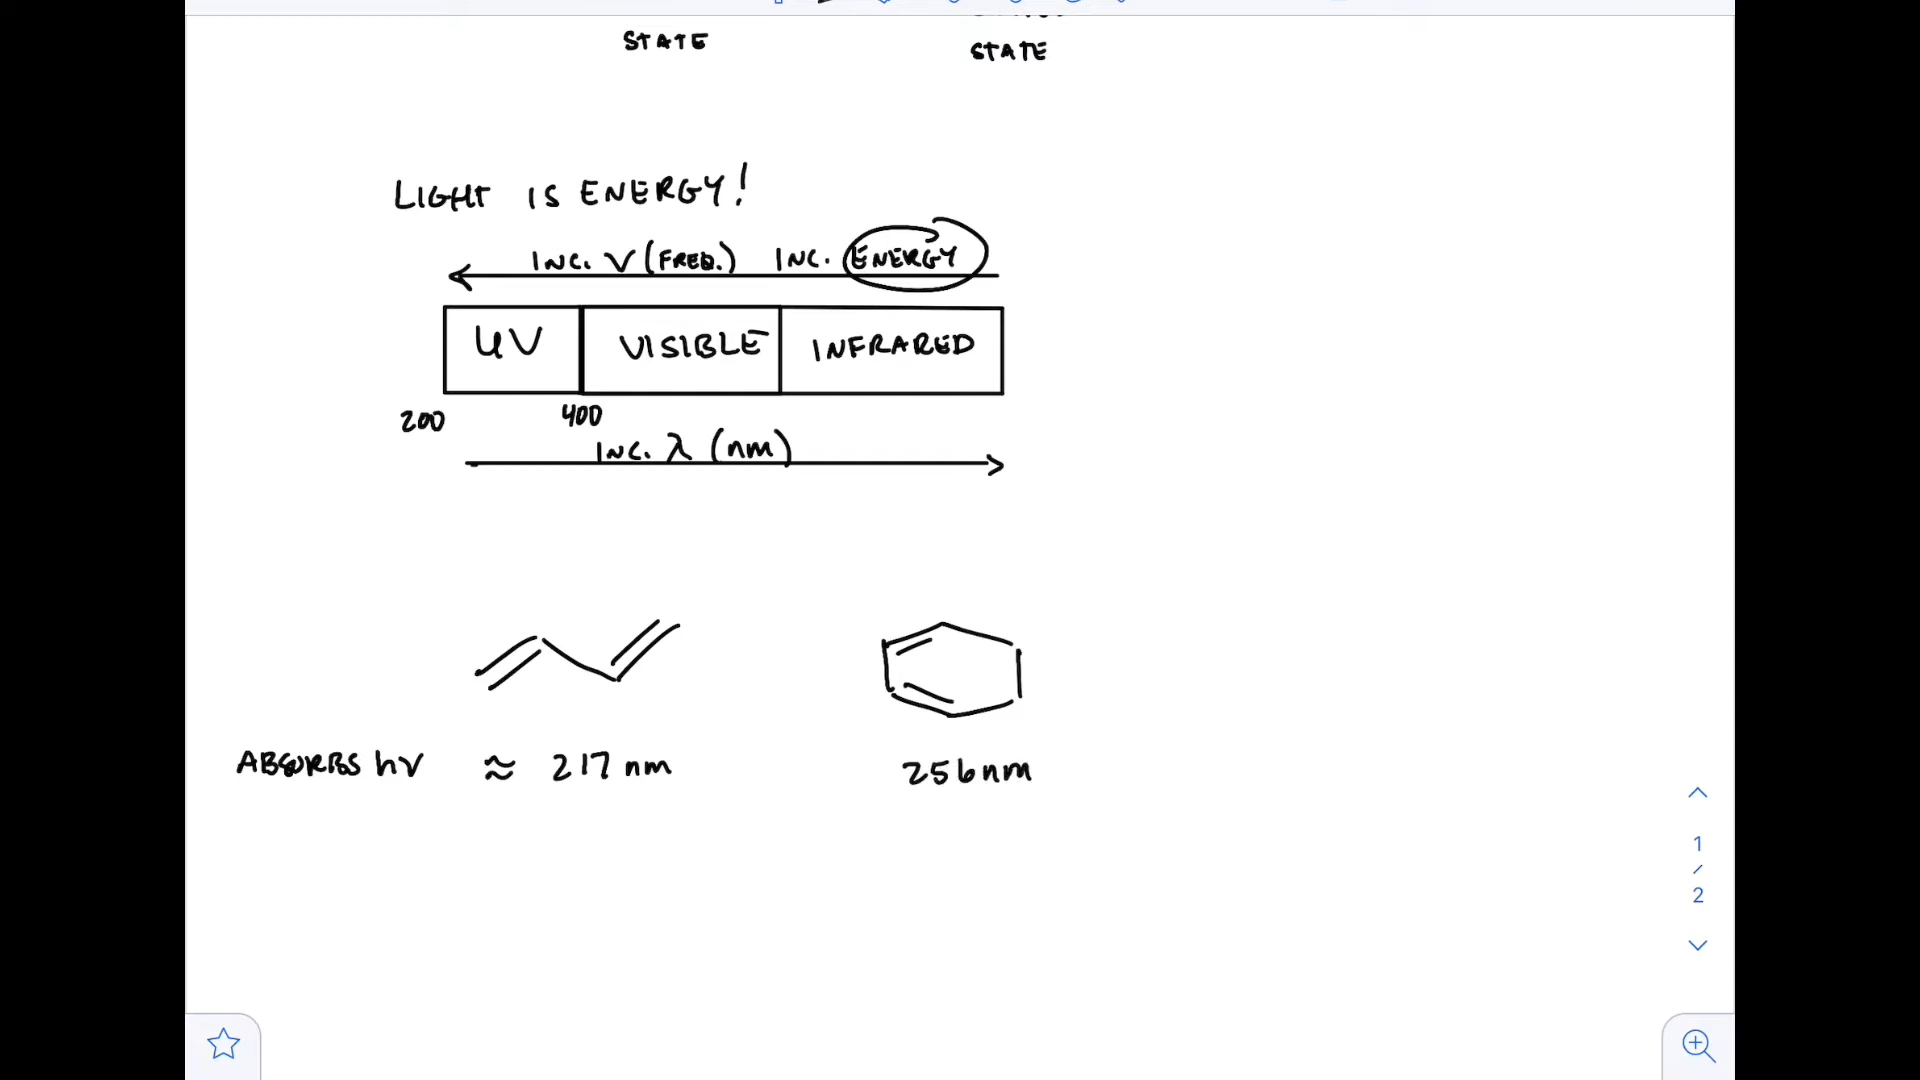 STATE
STATE
LIGHT IS ENERGY!
INC. ν (FREQ.) INC. ENERGY
UV VISIBLE INFRARED
200 400
INC. λ (nm)
ABSORBS hν ≈ 217 nm 256nm
1
/
2